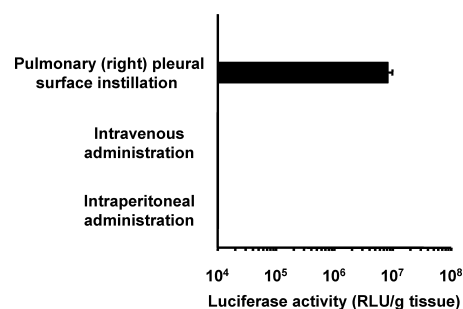 Pulmonary (right) pleural
surface instillation
Intravenous
administration
Intraperitoneal
administration
10⁴ 10⁵ 10⁶ 10⁷ 10⁸
Luciferase activity (RLU/g tissue)